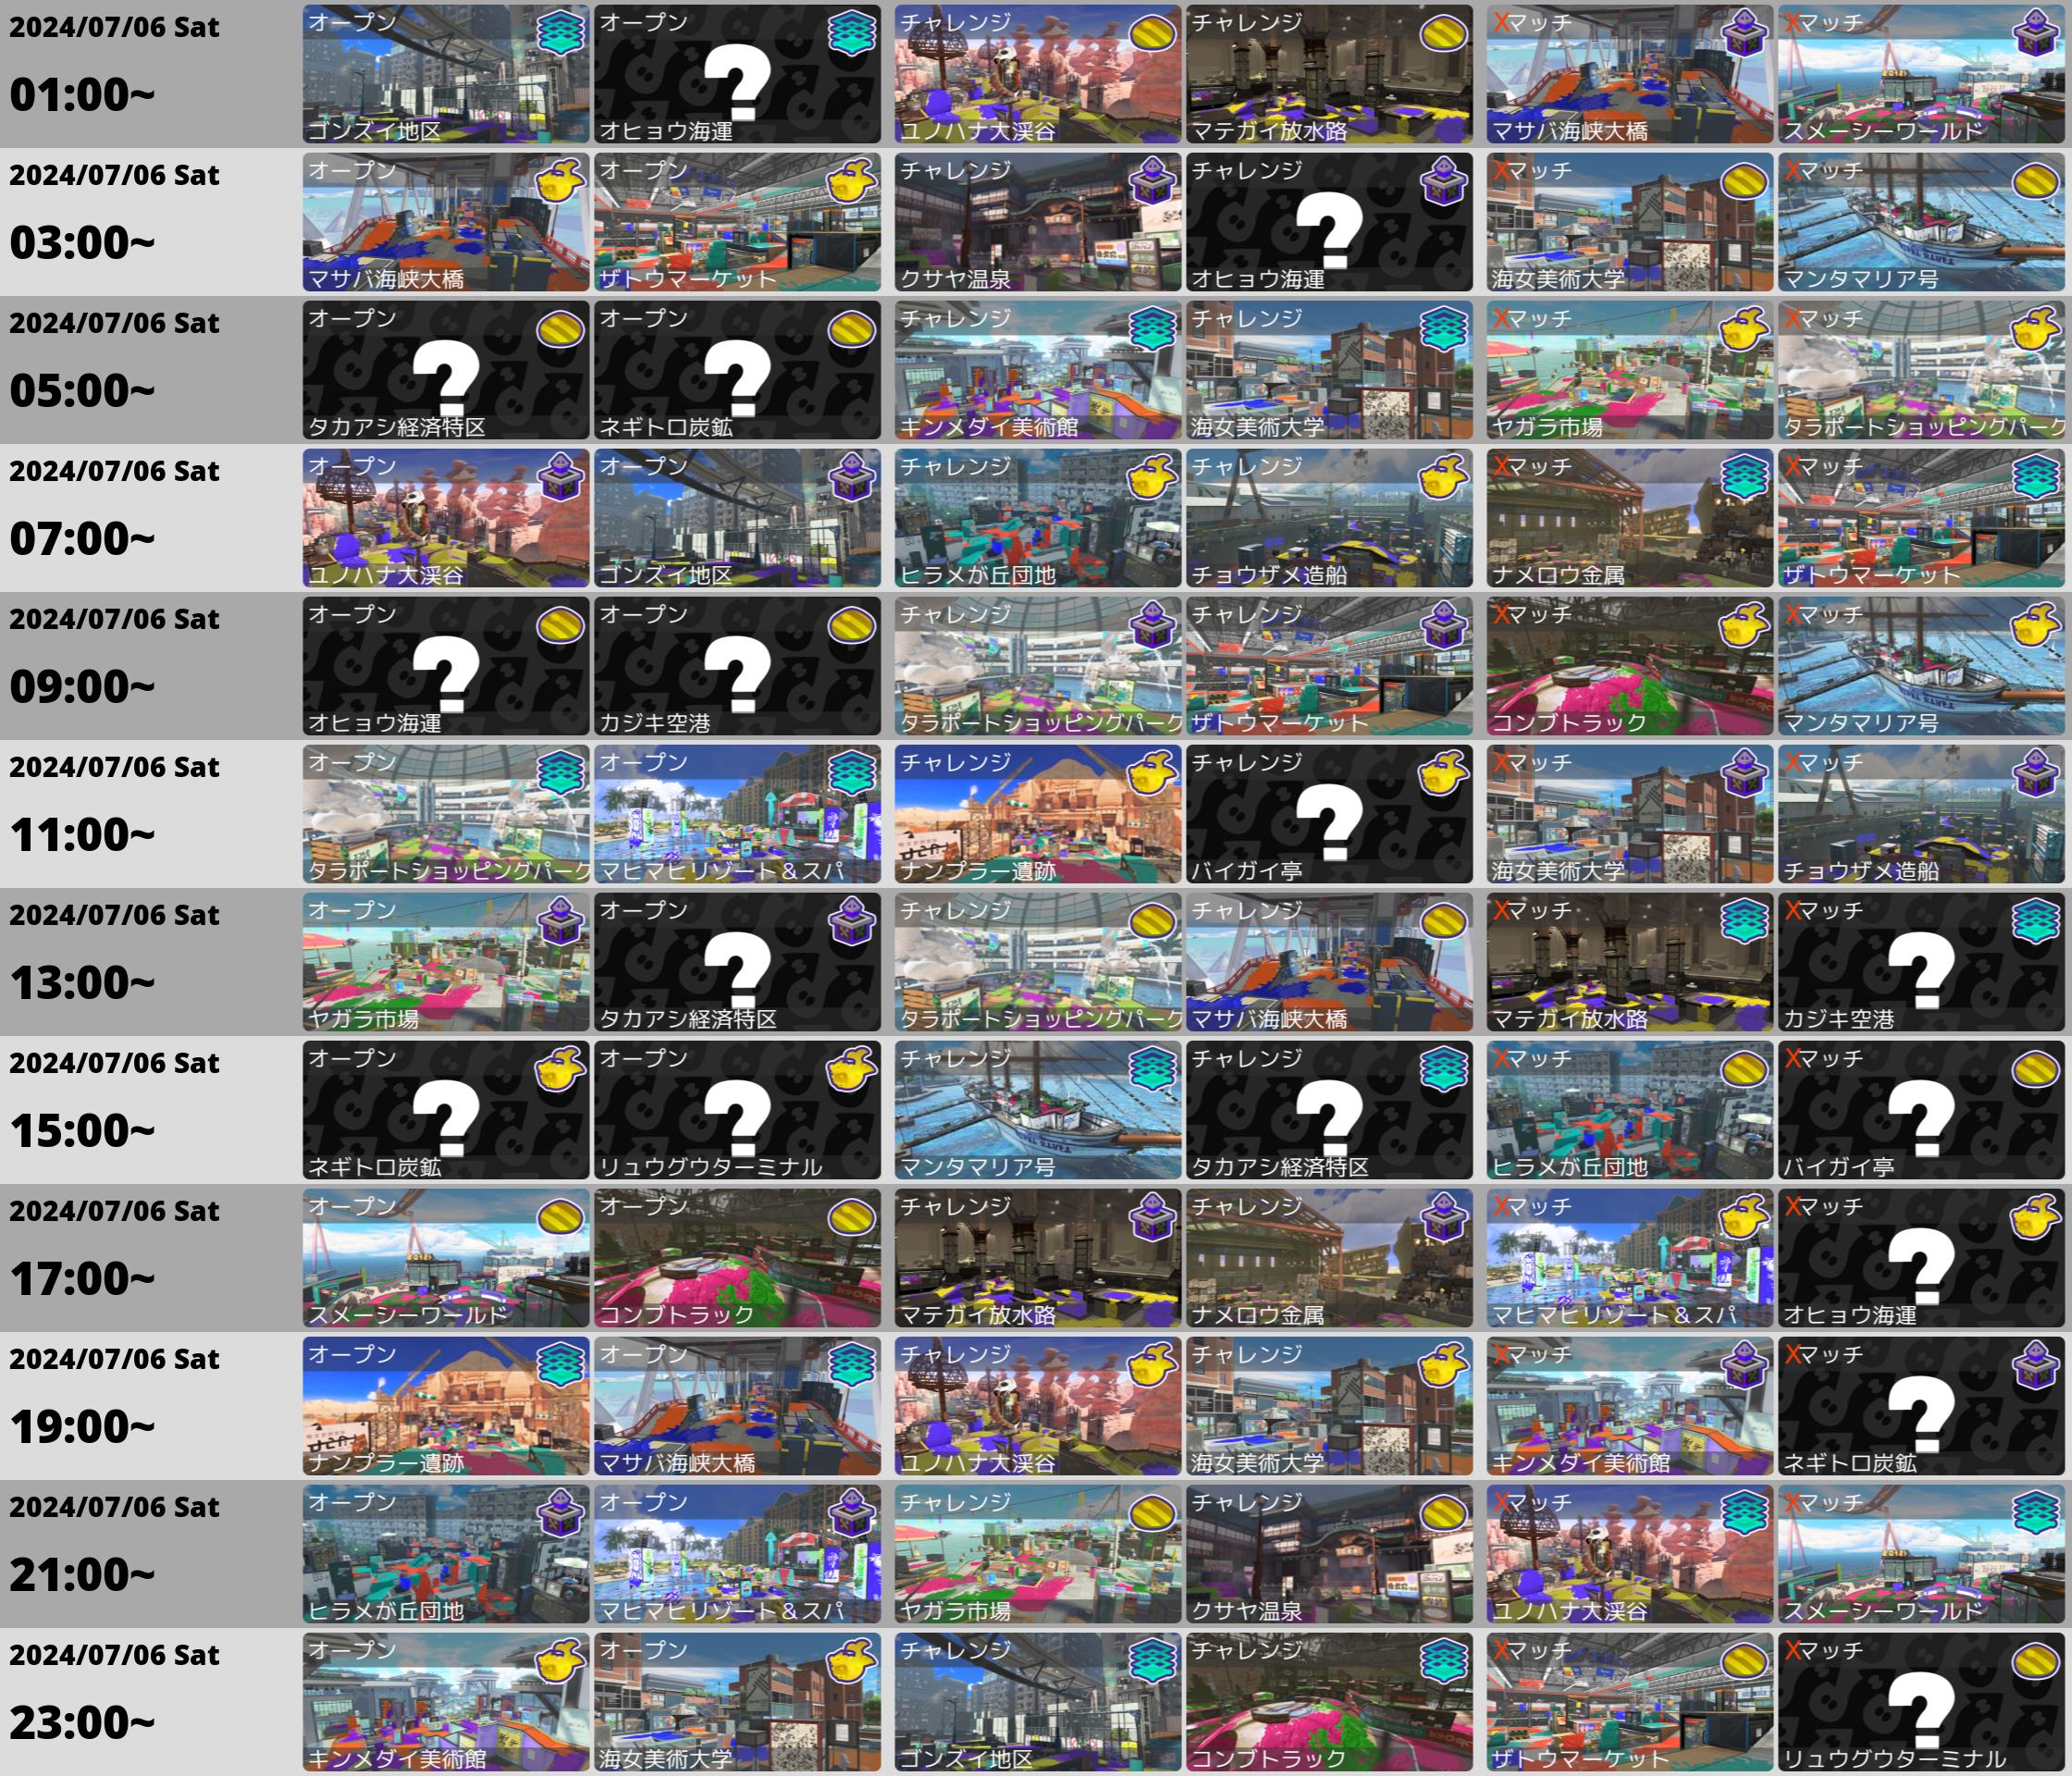 2024/07/06 Sat
01:00~
オープン
ゴンズイ地区
オープン
オヒョウ海運
チャレンジ
ユノハナ大渓谷
チャレンジ
マテガイ放水路
Xマッチ
マサバ海峡大橋
Xマッチ
スメーシーワールド
2024/07/06 Sat
03:00~
オープン
マサバ海峡大橋
オープン
ザトウマーケット
チャレンジ
クサヤ温泉
チャレンジ
オヒョウ海運
Xマッチ
海女美術大学
Xマッチ
マンタマリア号
2024/07/06 Sat
05:00~
オープン
タカアシ経済特区
オープン
ネギトロ炭鉱
チャレンジ
キンメダイ美術館
チャレンジ
海女美術大学
Xマッチ
ヤガラ市場
Xマッチ
タラポートショッピングパーク
2024/07/06 Sat
07:00~
オープン
ユノハナ大渓谷
オープン
ゴンズイ地区
チャレンジ
ヒラメが丘団地
チャレンジ
チョウザメ造船
Xマッチ
ナメロウ金属
Xマッチ
ザトウマーケット
2024/07/06 Sat
09:00~
オープン
オヒョウ海運
オープン
カジキ空港
チャレンジ
タラポートショッピングパーク
チャレンジ
ザトウマーケット
Xマッチ
コンブトラック
Xマッチ
マンタマリア号
2024/07/06 Sat
11:00~
オープン
タラポートショッピングパーク
オープン
マヒマヒリゾート＆スパ
チャレンジ
ナンプラー遺跡
チャレンジ
バイガイ亭
Xマッチ
海女美術大学
Xマッチ
チョウザメ造船
2024/07/06 Sat
13:00~
オープン
ヤガラ市場
オープン
タカアシ経済特区
チャレンジ
タラポートショッピングパーク
チャレンジ
マサバ海峡大橋
Xマッチ
マテガイ放水路
Xマッチ
カジキ空港
2024/07/06 Sat
15:00~
オープン
ネギトロ炭鉱
オープン
リュウグウターミナル
チャレンジ
マンタマリア号
チャレンジ
タカアシ経済特区
Xマッチ
ヒラメが丘団地
Xマッチ
バイガイ亭
2024/07/06 Sat
17:00~
オープン
スメーシーワールド
オープン
コンブトラック
チャレンジ
マテガイ放水路
チャレンジ
ナメロウ金属
Xマッチ
マヒマヒリゾート＆スパ
Xマッチ
オヒョウ海運
2024/07/06 Sat
19:00~
オープン
ナンプラー遺跡
オープン
マサバ海峡大橋
チャレンジ
ユノハナ大渓谷
チャレンジ
海女美術大学
Xマッチ
キンメダイ美術館
Xマッチ
ネギトロ炭鉱
2024/07/06 Sat
21:00~
オープン
ヒラメが丘団地
オープン
マヒマヒリゾート＆スパ
チャレンジ
ヤガラ市場
チャレンジ
クサヤ温泉
Xマッチ
ユノハナ大渓谷
Xマッチ
スメーシーワールド
2024/07/06 Sat
23:00~
オープン
キンメダイ美術館
オープン
海女美術大学
チャレンジ
ゴンズイ地区
チャレンジ
コンブトラック
Xマッチ
ザトウマーケット
Xマッチ
リュウグウターミナル